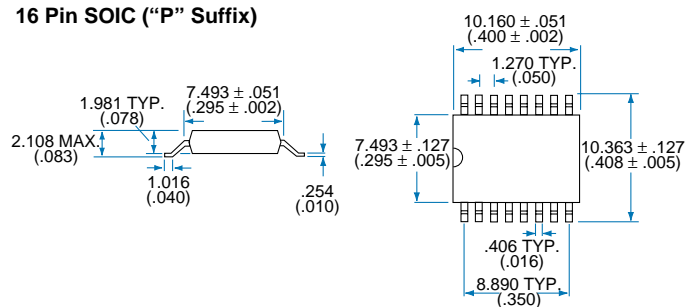 16 Pin SOIC (“P” Suffix)
10.160 ± .051
(.400 ± .002)
1.270 TYP.
(.050)
7.493 ± .051
(.295 ± .002)
1.981 TYP.
(.078)
2.108 MAX.
(.083)
1.016
(.040)
.254
(.010)
7.493 ± .127
(.295 ± .005)
10.363 ± .127
(.408 ± .005)
.406 TYP.
(.016)
8.890 TYP.
(.350)